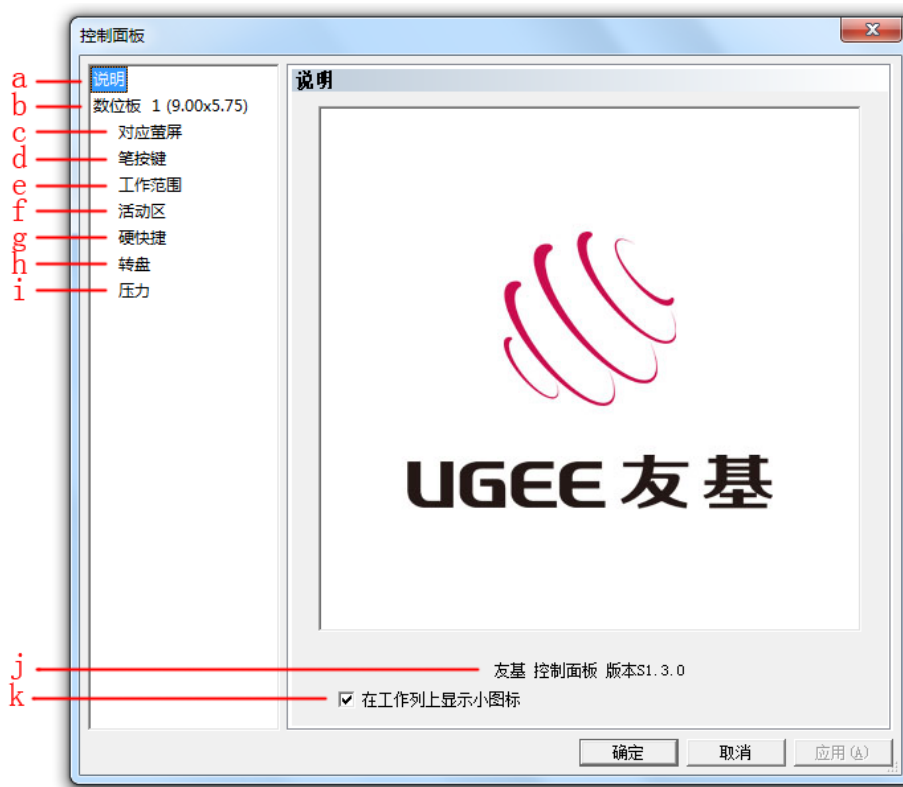 控制面板
a
说明
b
数位板 1 (9.00x5.75)
c
对应萤屏
d
笔按键
e
工作范围
f
活动区
g
硬快捷
h
转盘
i
压力
说明
UGEE 友基
j
友基 控制面板 版本S1.3.0
k
在工作列上显示小图标
确定
取消
应用(A)